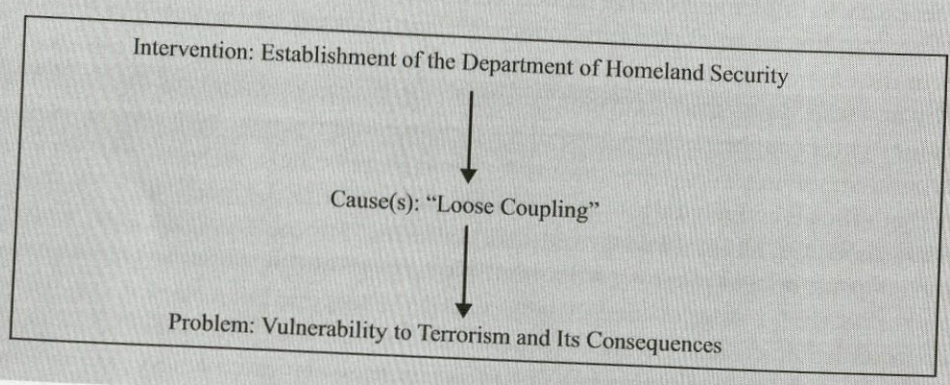 Intervention: Establishment of the Department of Homeland Security
Cause(s): “Loose Coupling”
Problem: Vulnerability to Terrorism and Its Consequences